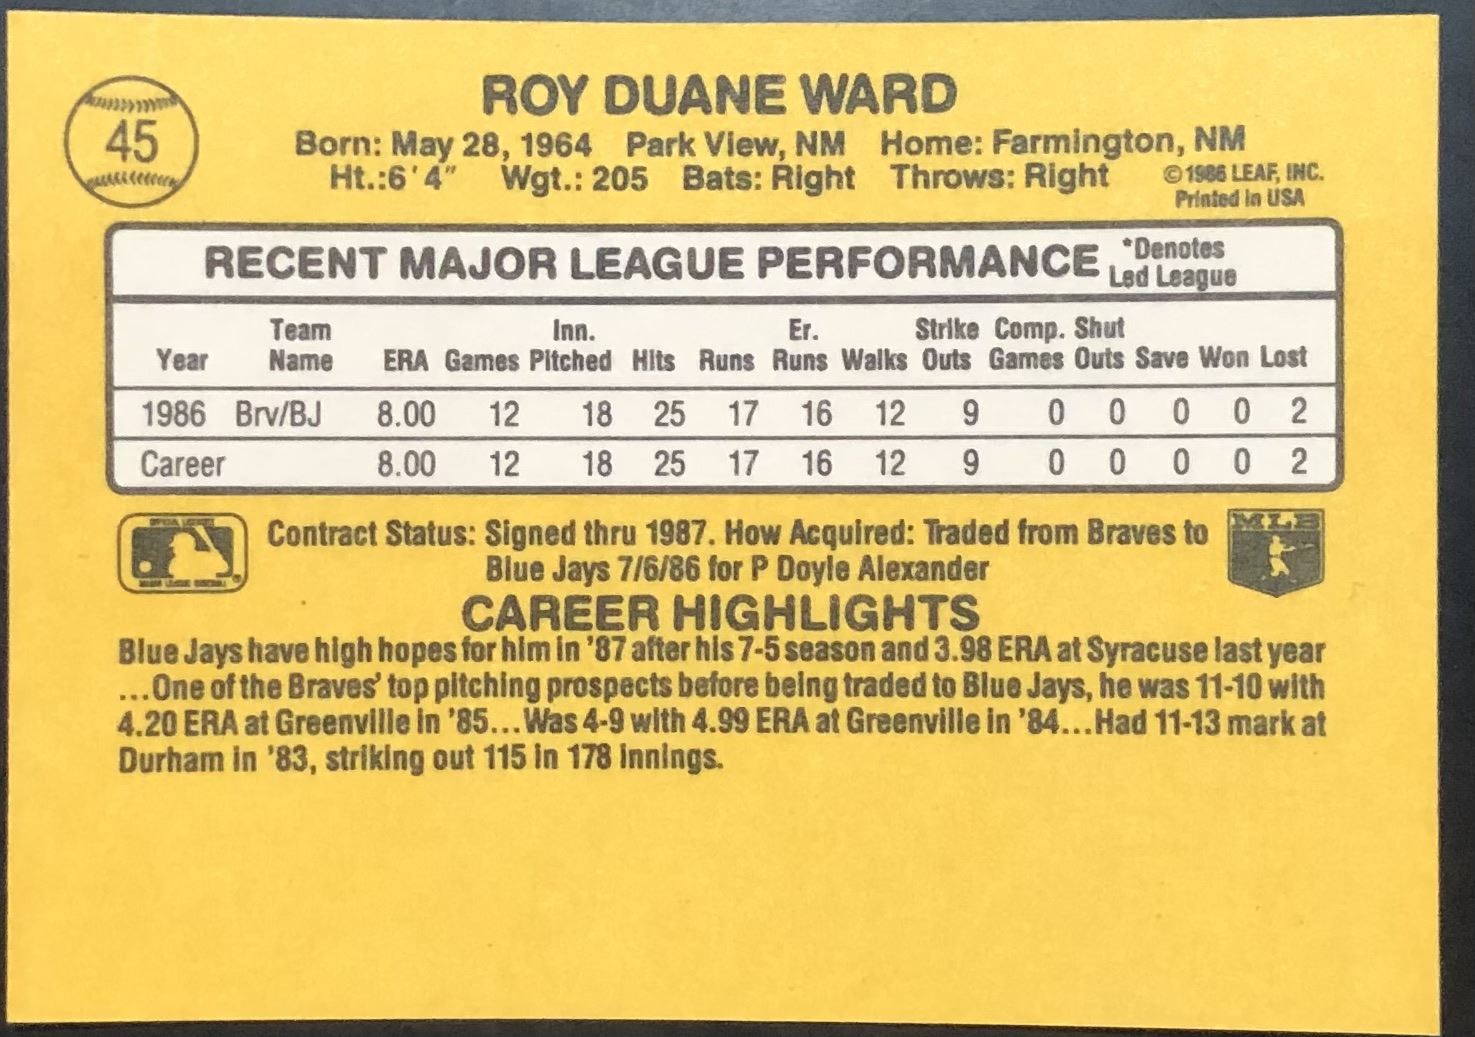 45
ROY DUANE WARD
Born: May 28, 1964 Park View, NM Home: Farmington, NM
Ht.:6'4" Wgt.: 205 Bats: Right Throws: Right
©1986 LEAF, INC.
Printed in USA
RECENT MAJOR LEAGUE PERFORMANCE
*Denotes
Led League
Team Inn. Er. Strike Comp. Shut
Year Name ERA Games Pitched Hits Runs Runs Walks Outs Games Outs Save Won Lost
1986 Brv/BJ 8.00 12 18 25 17 16 12 9 0 0 0 0 2
Career 8.00 12 18 25 17 16 12 9 0 0 0 0 2
Contract Status: Signed thru 1987. How Acquired: Traded from Braves to
Blue Jays 7/6/86 for P Doyle Alexander
MLB
CAREER HIGHLIGHTS
Blue Jays have high hopes for him in '87 after his 7-5 season and 3.98 ERA at Syracuse last year
...One of the Braves' top pitching prospects before being traded to Blue Jays, he was 11-10 with
4.20 ERA at Greenville in '85...Was 4-9 with 4.99 ERA at Greenville in '84...Had 11-13 mark at
Durham in '83, striking out 115 in 178 innings.